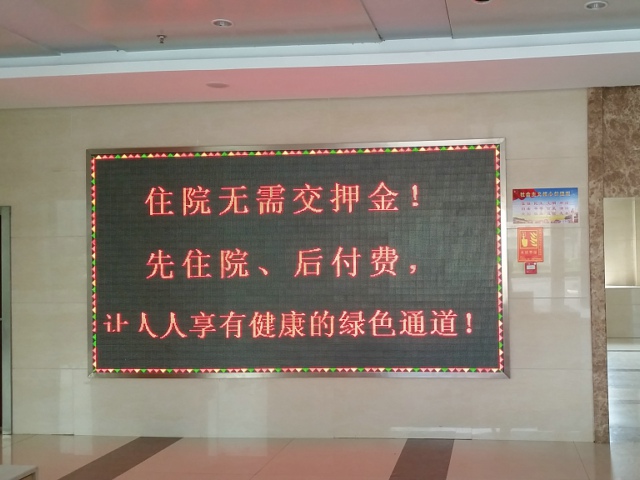 住院无需交押金！
先住院、后付费，
让人人享有健康的绿色通道！